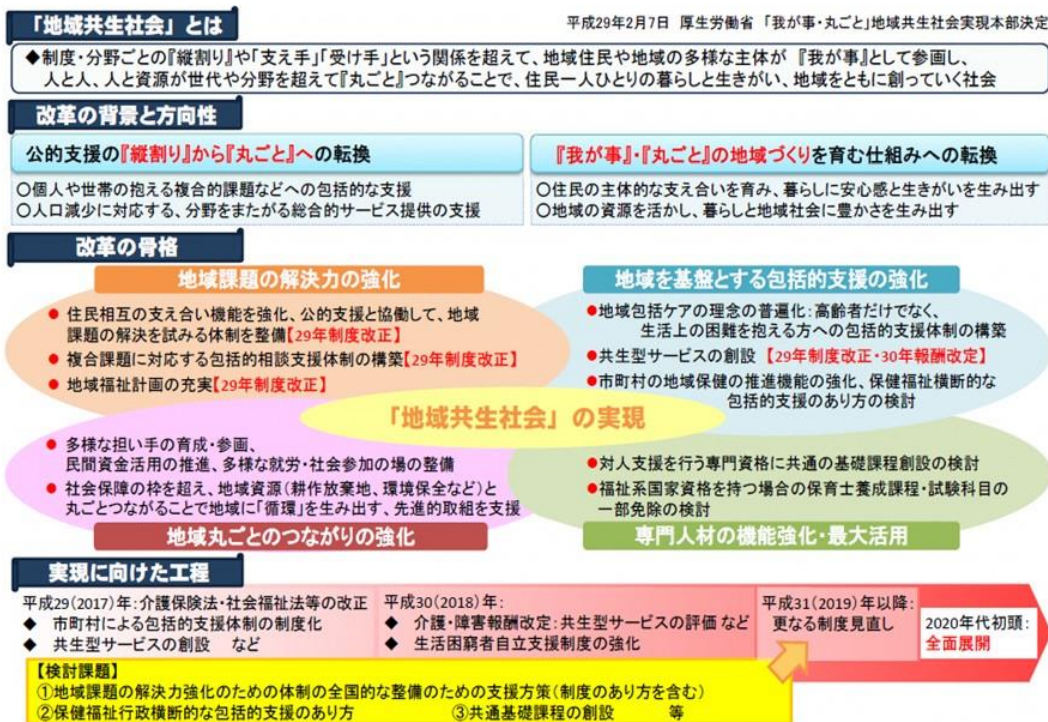 「地域共生社会」とは
平成29年2月7日 厚生労働省 「我が事・丸ごと」地域共生社会実現本部決定
◆制度・分野ごとの『縦割り』や「支え手」「受け手」という関係を超えて、地域住民や地域の多様な主体が 『我が事』として参画し、
人と人、人と資源が世代や分野を超えて『丸ごと』つながることで、住民一人ひとりの暮らしと生きがい、地域をともに創っていく社会
改革の背景と方向性
公的支援の『縦割り』から『丸ごと』への転換
○個人や世帯の抱える複合的課題などへの包括的な支援
○人口減少に対応する、分野をまたがる総合的サービス提供の支援
『我が事』・『丸ごと』の地域づくりを育む仕組みへの転換
○住民の主体的な支え合いを育み、暮らしに安心感と生きがいを生み出す
○地域の資源を活かし、暮らしと地域社会に豊かさを生み出す
改革の骨格
地域課題の解決力の強化
● 住民相互の支え合い機能を強化、公的支援と協働して、地域
課題の解決を試みる体制を整備【29年制度改正】
● 複合課題に対応する包括的相談支援体制の構築【29年制度改正】
● 地域福祉計画の充実【29年制度改正】
地域を基盤とする包括的支援の強化
●地域包括ケアの理念の普遍化：高齢者だけでなく、
生活上の困難を抱える方への包括的支援体制の構築
●共生型サービスの創設 【29年制度改正・30年報酬改定】
●市町村の地域保健の推進機能の強化、保健福祉横断的な
包括的支援のあり方の検討
「地域共生社会」の実現
● 多様な担い手の育成・参画、
民間資金活用の推進、多様な就労・社会参加の場の整備
● 社会保障の枠を超え、地域資源（耕作放棄地、環境保全など）と
丸ごとつながることで地域に「循環」を生み出す、先進的取組を支援
地域丸ごとのつながりの強化
●対人支援を行う専門資格に共通の基礎課程創設の検討
●福祉系国家資格を持つ場合の保育士養成課程・試験科目の
一部免除の検討
専門人材の機能強化・最大活用
実現に向けた工程
平成29（2017）年：介護保険法・社会福祉法等の改正
◆ 市町村による包括的支援体制の制度化
◆ 共生型サービスの創設 など
平成30（2018）年：
◆ 介護・障害報酬改定：共生型サービスの評価 など
◆ 生活困窮者自立支援制度の強化
平成31（2019）年以降：
更なる制度見直し
2020年代初頭：
全面展開
【検討課題】
①地域課題の解決力強化のための体制の全国的な整備のための支援方策（制度のあり方を含む）
②保健福祉行政横断的な包括的支援のあり方 ③共通基礎課程の創設 等